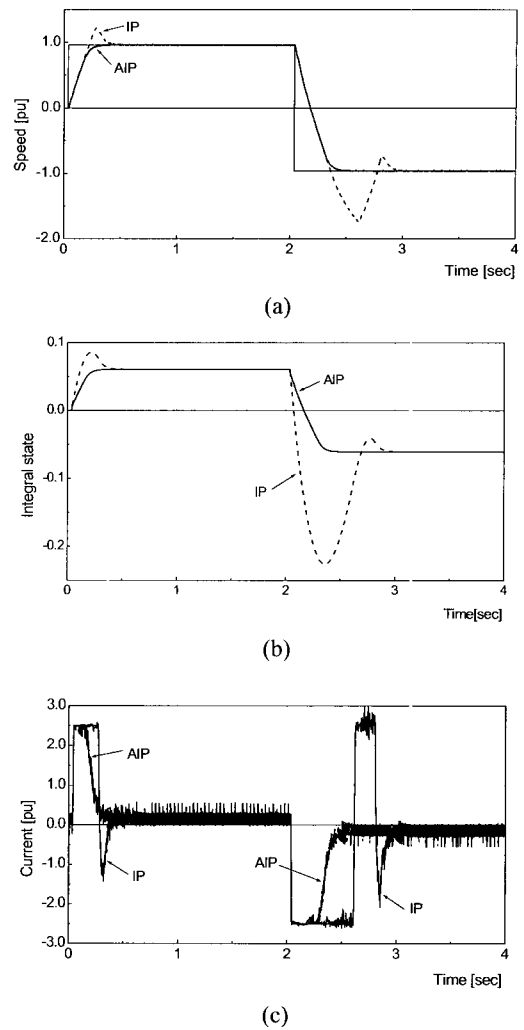 1.0
0.0
-1.0
-2.0
Speed [pu]
IP
AIP
0 1 2 3 4
Time [sec]
(a)
0.1
0.0
-0.1
-0.2
Integral state
AIP
IP
0 1 2 3 4
Time[sec]
(b)
3.0
2.0
1.0
0.0
-1.0
-2.0
-3.0
Current [pu]
AIP
IP
AIP
IP
0 1 2 3 4
Time [sec]
(c)